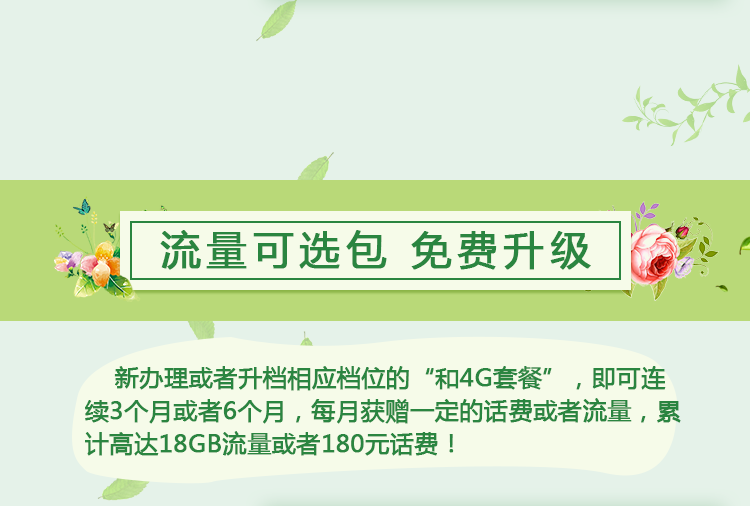 流量可选包 免费升级
新办理或者升档相应档位的“和4G套餐”，即可连
续3个月或者6个月，每月获赠一定的话费或者流量，累
计高达18GB流量或者180元话费！